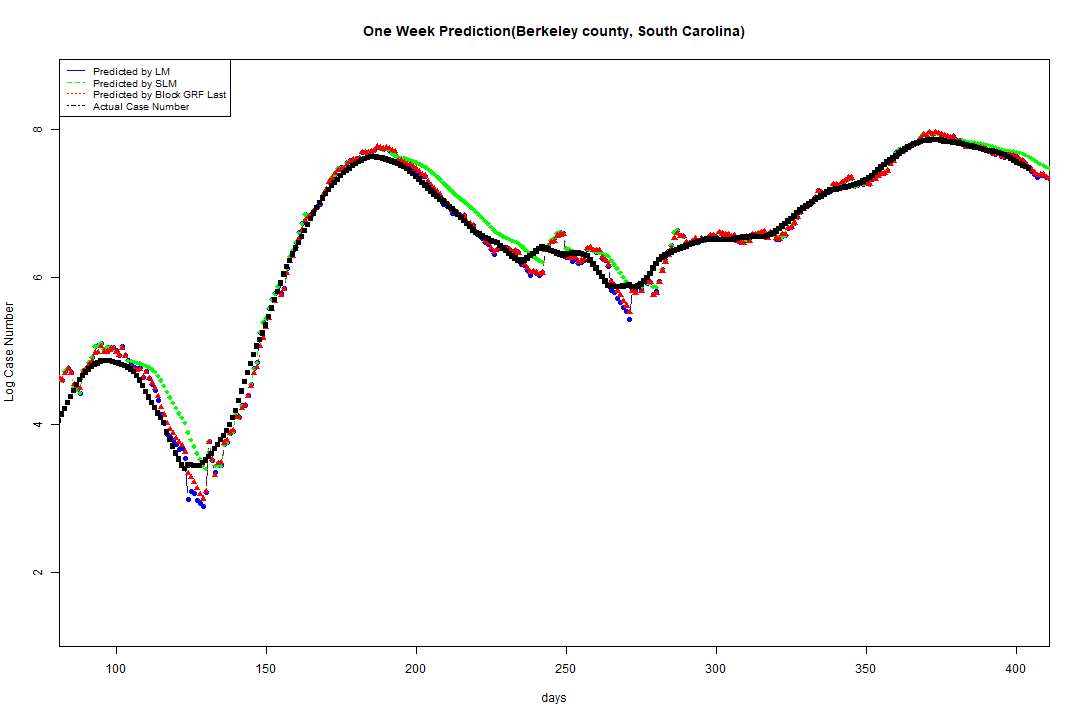 One Week Prediction(Berkeley county, South Carolina)
Predicted by LM
Predicted by SLM
Predicted by Block GRF Last
Actual Case Number
8
6
4
2
Log Case Number
100 150 200 250 300 350 400
days